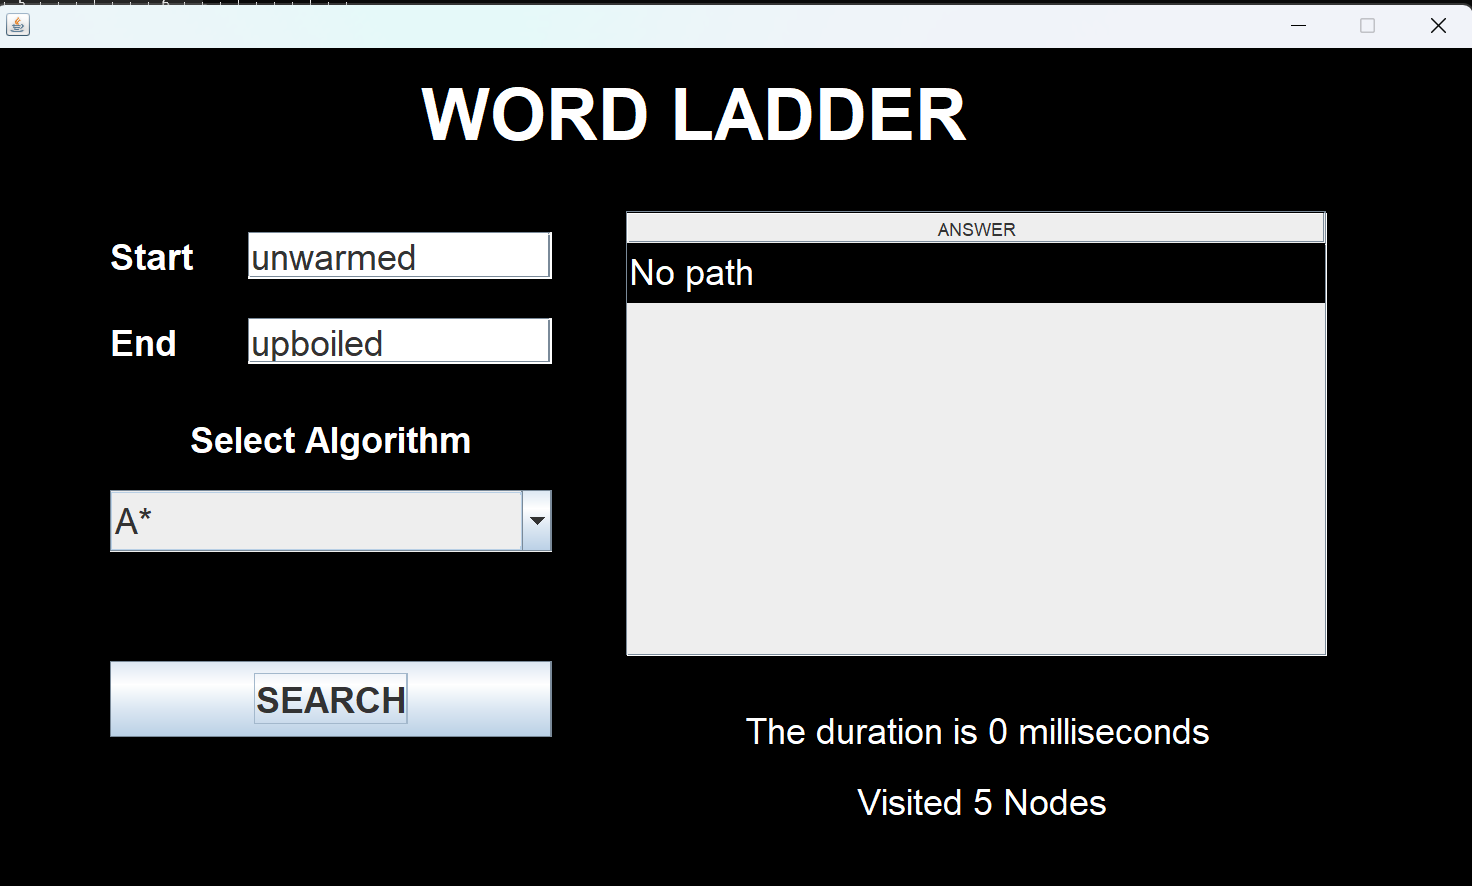 WORD LADDER
Start
unwarmed
End
upboiled
Select Algorithm
A*
SEARCH
ANSWER
No path
The duration is 0 milliseconds
Visited 5 Nodes